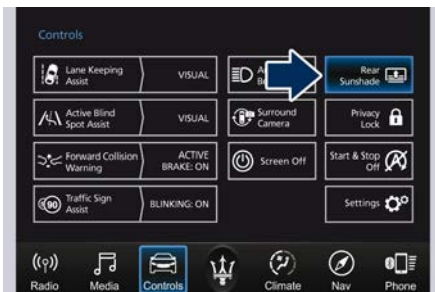 Controls
Lane Keeping
Assist
VISUAL
Rear
Sunshade
Active Blind
Spot Assist
VISUAL
Surround
Camera
Privacy
Lock
Forward Collision
Warning
ACTIVE
BRAKE: ON
Screen Off
Start & Stop
Off
90
Traffic Sign
Assist
BLINKING: ON
Settings
Radio
Media
Controls
Climate
Nav
Phone